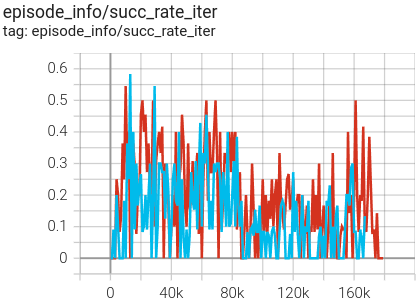 episode_info/succ_rate_iter
tag: episode_info/succ_rate_iter
0.6
0.5
0.4
0.3
0.2
0.1
0
0 40k 80k 120k 160k